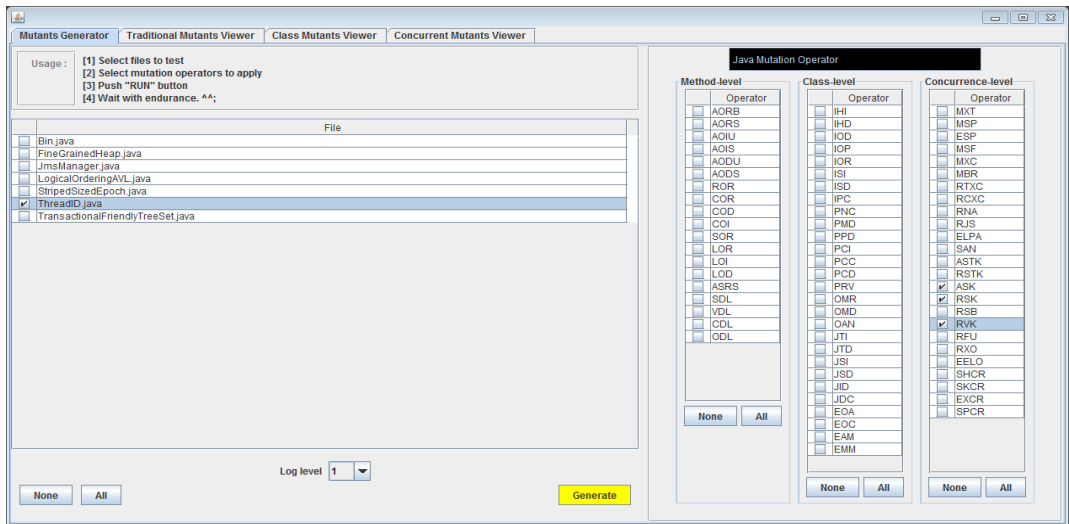 Mutants Generator Traditional Mutants Viewer Class Mutants Viewer Concurrent Mutants Viewer
Usage : [1] Select files to test
[2] Select mutation operators to apply
[3] Push "RUN" button
[4] Wait with endurance. ^^;
File
Bin.java
FineGrainedHeap.java
JmsManager.java
LogicalOrderingAVL.java
StripedSizedEpoch.java
ThreadID.java
TransactionalFriendlyTreeSet.java
Log level 1
None All Generate
Java Mutation Operator
Method-level
Operator
AORB
AORS
AOIU
AOIS
AODU
AODS
ROR
COR
COD
COI
SOR
LOR
LOI
LOD
ASRS
SDL
VDL
CDL
ODL
None All
Class-level
Operator
IHI
IHD
IOD
IOP
IOR
ISI
ISD
IPC
PNC
PMD
PPD
PCI
PCC
PCD
PRV
OMR
OMD
OAN
JTI
JTD
JSI
JSD
JID
JDC
EOA
EOC
EAM
EMM
None All
Concurrence-level
Operator
MXT
MSP
ESP
MSF
MXC
MBR
RTXC
RCXC
RNA
RJS
ELPA
SAN
ASTK
RSTK
ASK
RSK
RSB
RVK
RFU
RXO
EELO
SHCR
SKCR
EXCR
SPCR
None All